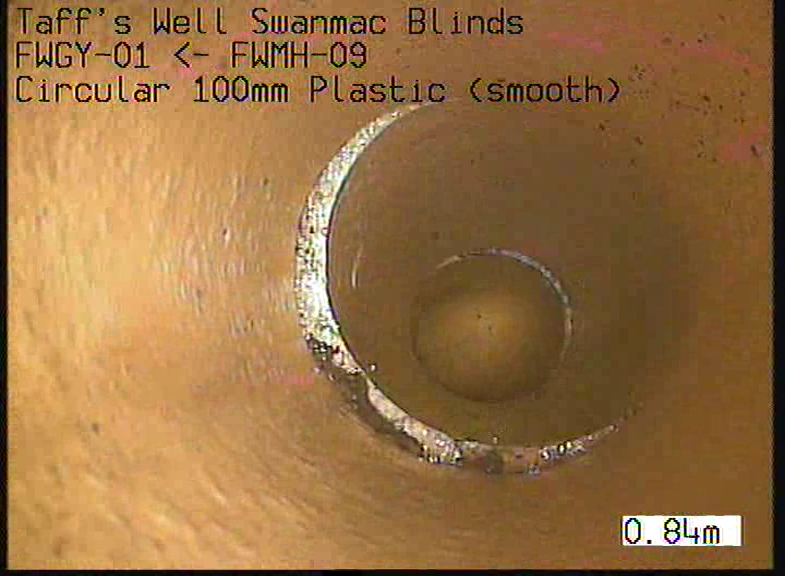 Taff's Well Swanmac Blinds
FWGY-01 <- FWMH-09
Circular 100mm Plastic (smooth)
0.84m